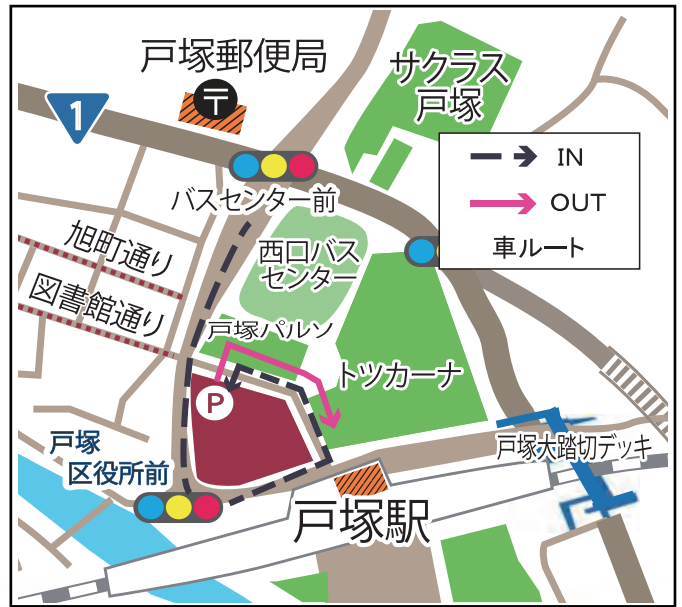 戸塚郵便局
サクラス
戸塚
1
IN
OUT
車ルート
バスセンター前
旭町通り
西口バス
センター
図書館通り
戸塚パルソ
トツカーナ
P
戸塚
区役所前
戸塚大踏切デッキ
戸塚駅